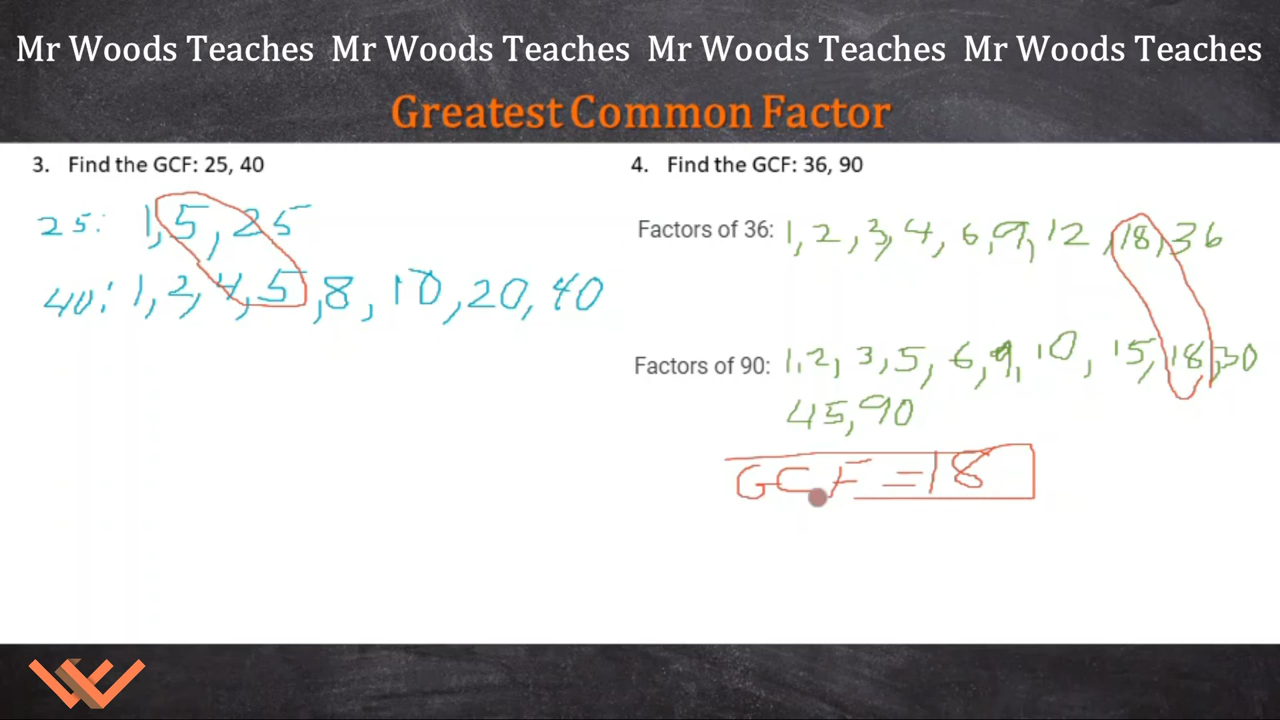 Mr Woods Teaches Mr Woods Teaches Mr Woods Teaches Mr Woods Teaches
Greatest Common Factor
3. Find the GCF: 25, 40
25: 1, 5, 25
40: 1, 2, 4, 5, 8, 10, 20, 40
4. Find the GCF: 36, 90
Factors of 36: 1, 2, 3, 4, 6, 9, 12, 18, 36
Factors of 90: 1, 2, 3, 5, 6, 9, 10, 15, 18, 30
45, 90
GCF = 18